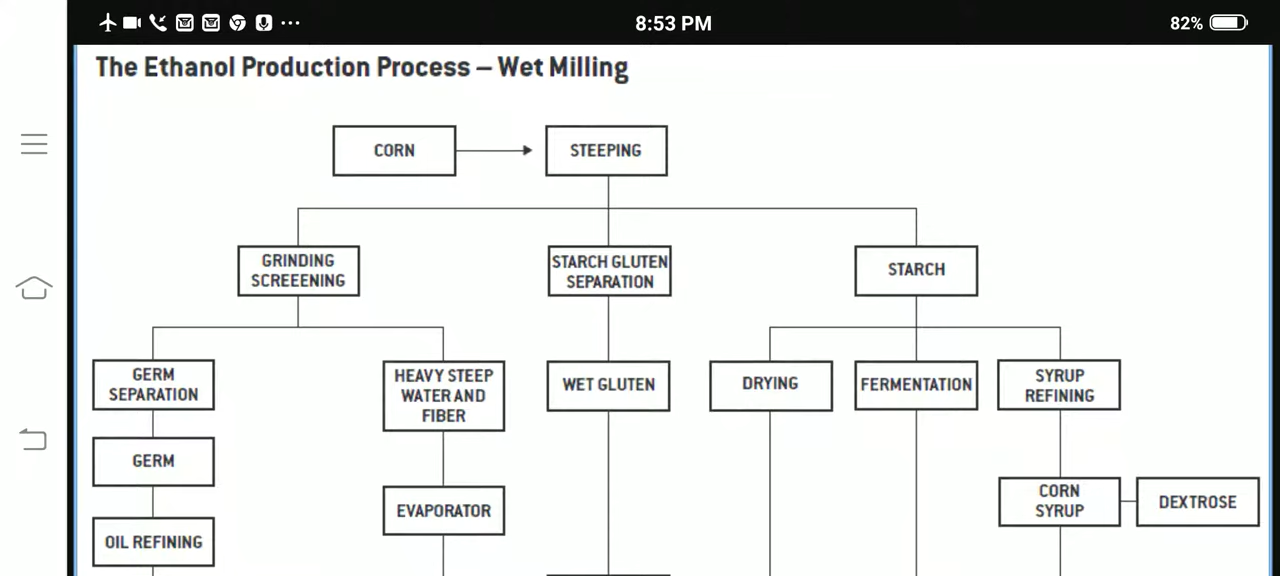 8:53 PM
82%
The Ethanol Production Process – Wet Milling
CORN
STEEPING
GRINDING
SCREEENING
STARCH GLUTEN
SEPARATION
STARCH
GERM
SEPARATION
HEAVY STEEP
WATER AND
FIBER
WET GLUTEN
DRYING
FERMENTATION
SYRUP
REFINING
GERM
EVAPORATOR
CORN
SYRUP
DEXTROSE
OIL REFINING